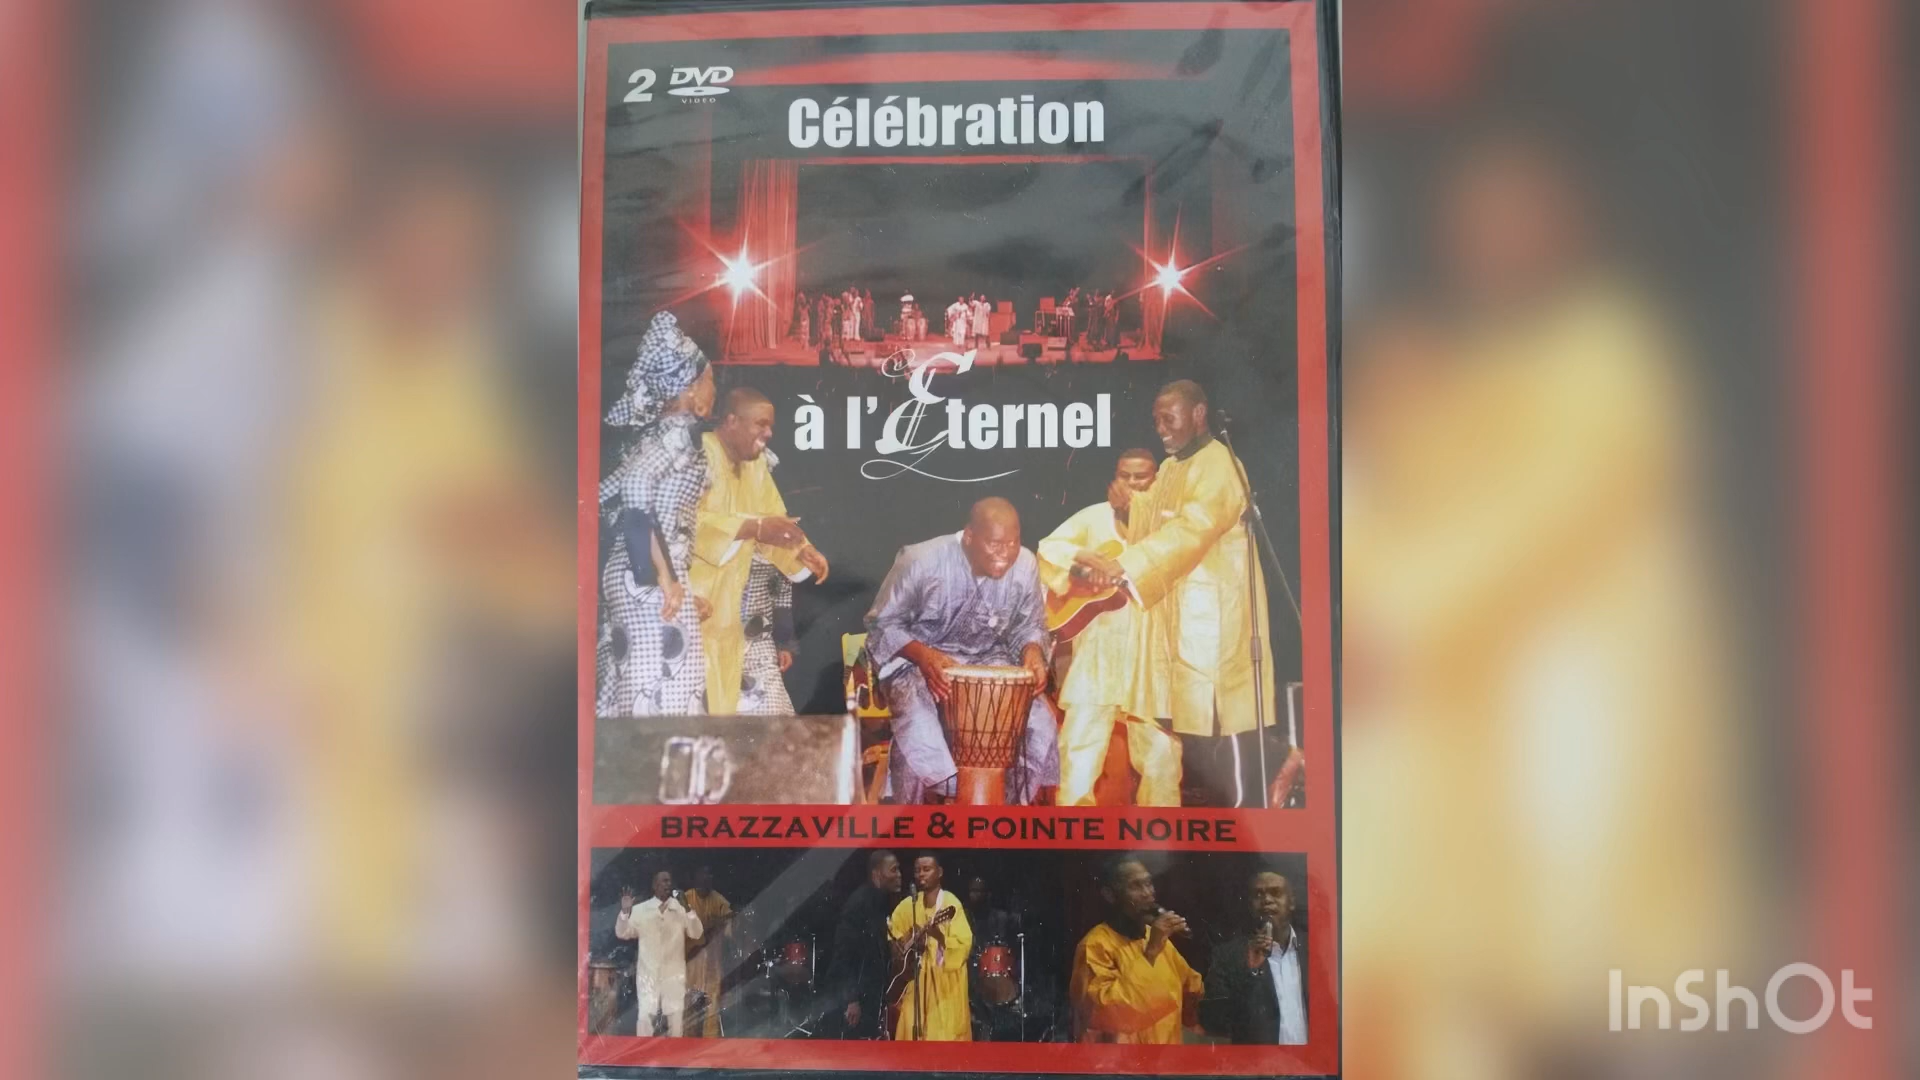 2 DVD
VIDEO
Célébration
à l'Eternel
BRAZZAVILLE & POINTE NOIRE
InShOt